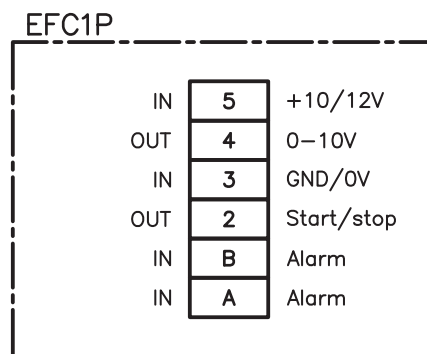 EFC1P
IN 5 +10/12V
OUT 4 0-10V
IN 3 GND/0V
OUT 2 Start/stop
IN B Alarm
IN A Alarm